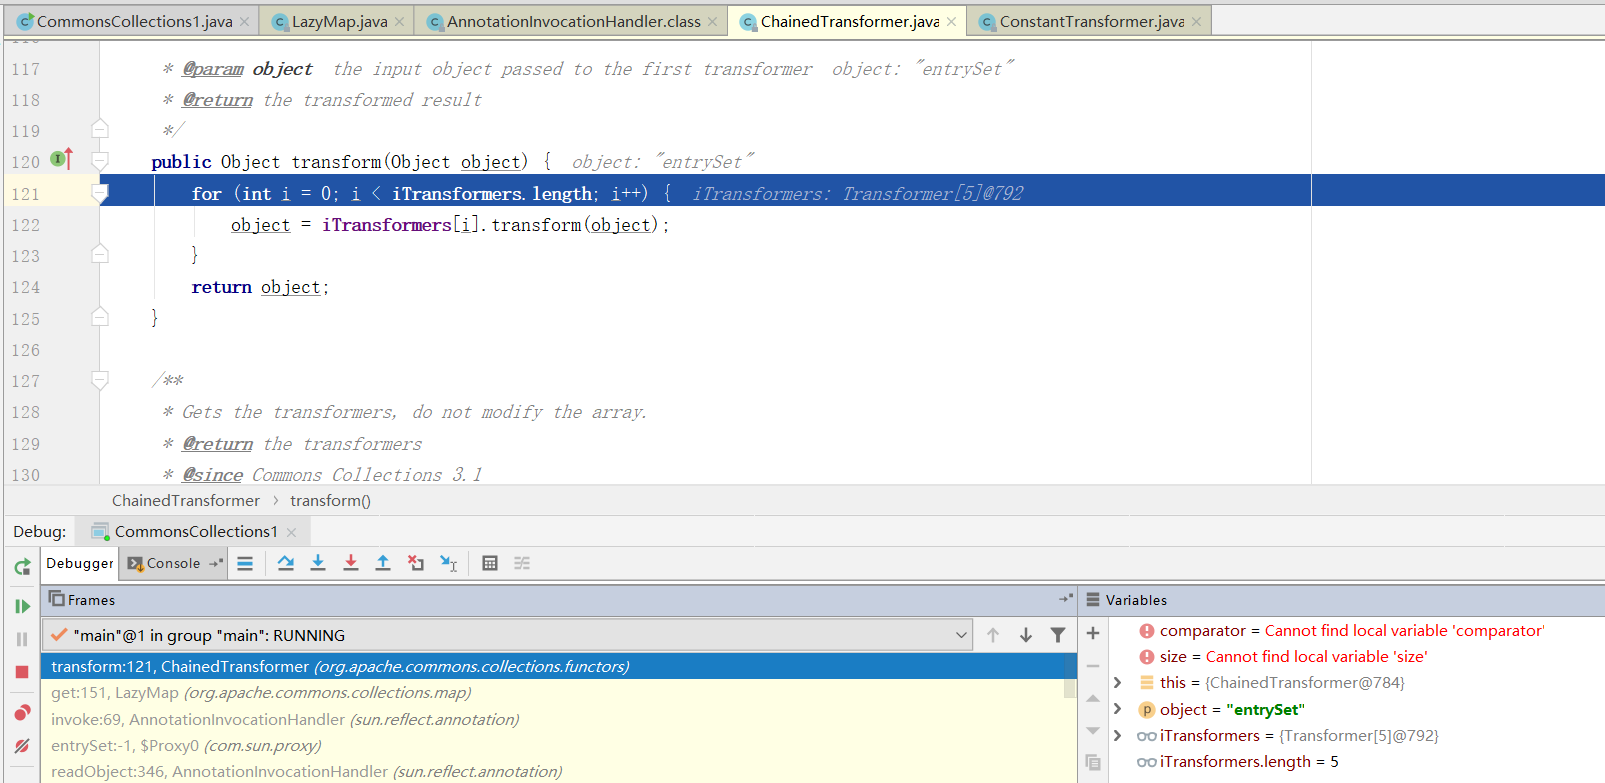 CommonsCollections1.java × LazyMap.java × AnnotationInvocationHandler.class × ChainedTransformer.java × ConstantTransformer.java ×
117 * @param object the input object passed to the first transformer object: "entrySet"
118 * @return the transformed result
119 */
120 public Object transform(Object object) { object: "entrySet"
121 for (int i = 0; i < iTransformers.length; i++) { iTransformers: Transformer[5]@792
122 object = iTransformers[i].transform(object);
123 }
124 return object;
125 }
126
127 /**
128 * Gets the transformers, do not modify the array.
129 * @return the transformers
130 * @since Commons Collections 3.1
ChainedTransformer › transform()
Debug: CommonsCollections1 ×
Debugger Console
Frames
"main"@1 in group "main": RUNNING
transform:121, ChainedTransformer (org.apache.commons.collections.functors)
get:151, LazyMap (org.apache.commons.collections.map)
invoke:69, AnnotationInvocationHandler (sun.reflect.annotation)
entrySet:-1, $Proxy0 (com.sun.proxy)
readObject:346, AnnotationInvocationHandler (sun.reflect.annotation)
Variables
comparator = Cannot find local variable 'comparator'
size = Cannot find local variable 'size'
this = {ChainedTransformer@784}
object = "entrySet"
iTransformers = {Transformer[5]@792}
iTransformers.length = 5